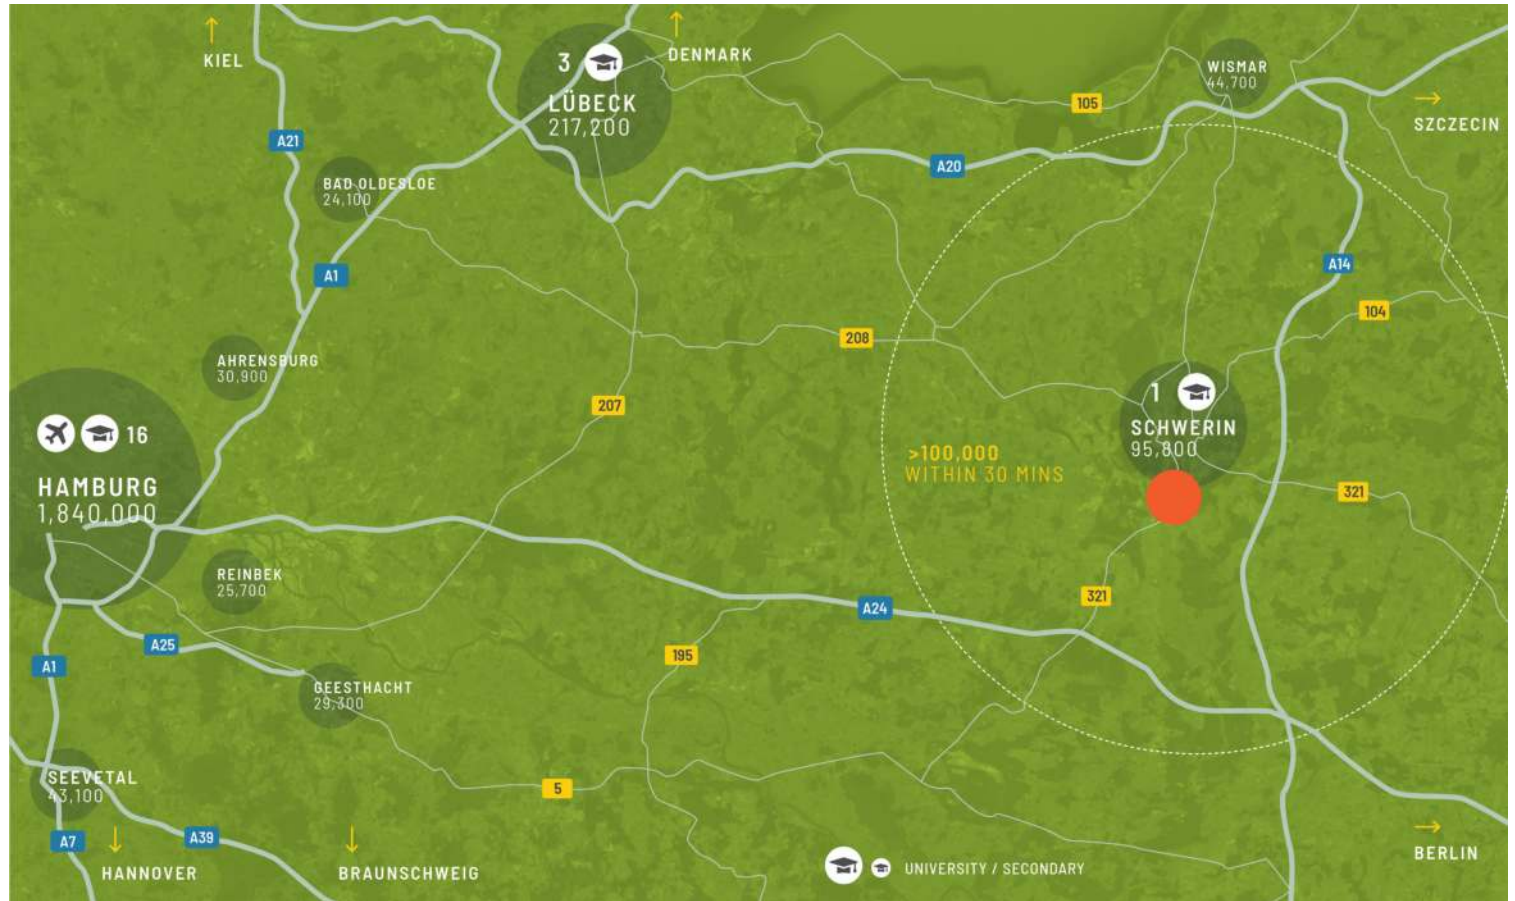 KIEL
3
DENMARK
LÜBECK
217,200
WISMAR
44,700
105
SZCZECIN
A21
A20
BAD OLDESLOE
24,100
A1
A14
104
208
AHRENSBURG
30,900
207
1
SCHWERIN
95,800
16
>100,000
WITHIN 30 MINS
HAMBURG
1,840,000
321
REINBEK
25,700
321
A24
A25
195
A1
GEESTHACHT
29,300
SEEVETAL
43,100
5
A7
A39
HANNOVER
BRAUNSCHWEIG
UNIVERSITY / SECONDARY
BERLIN